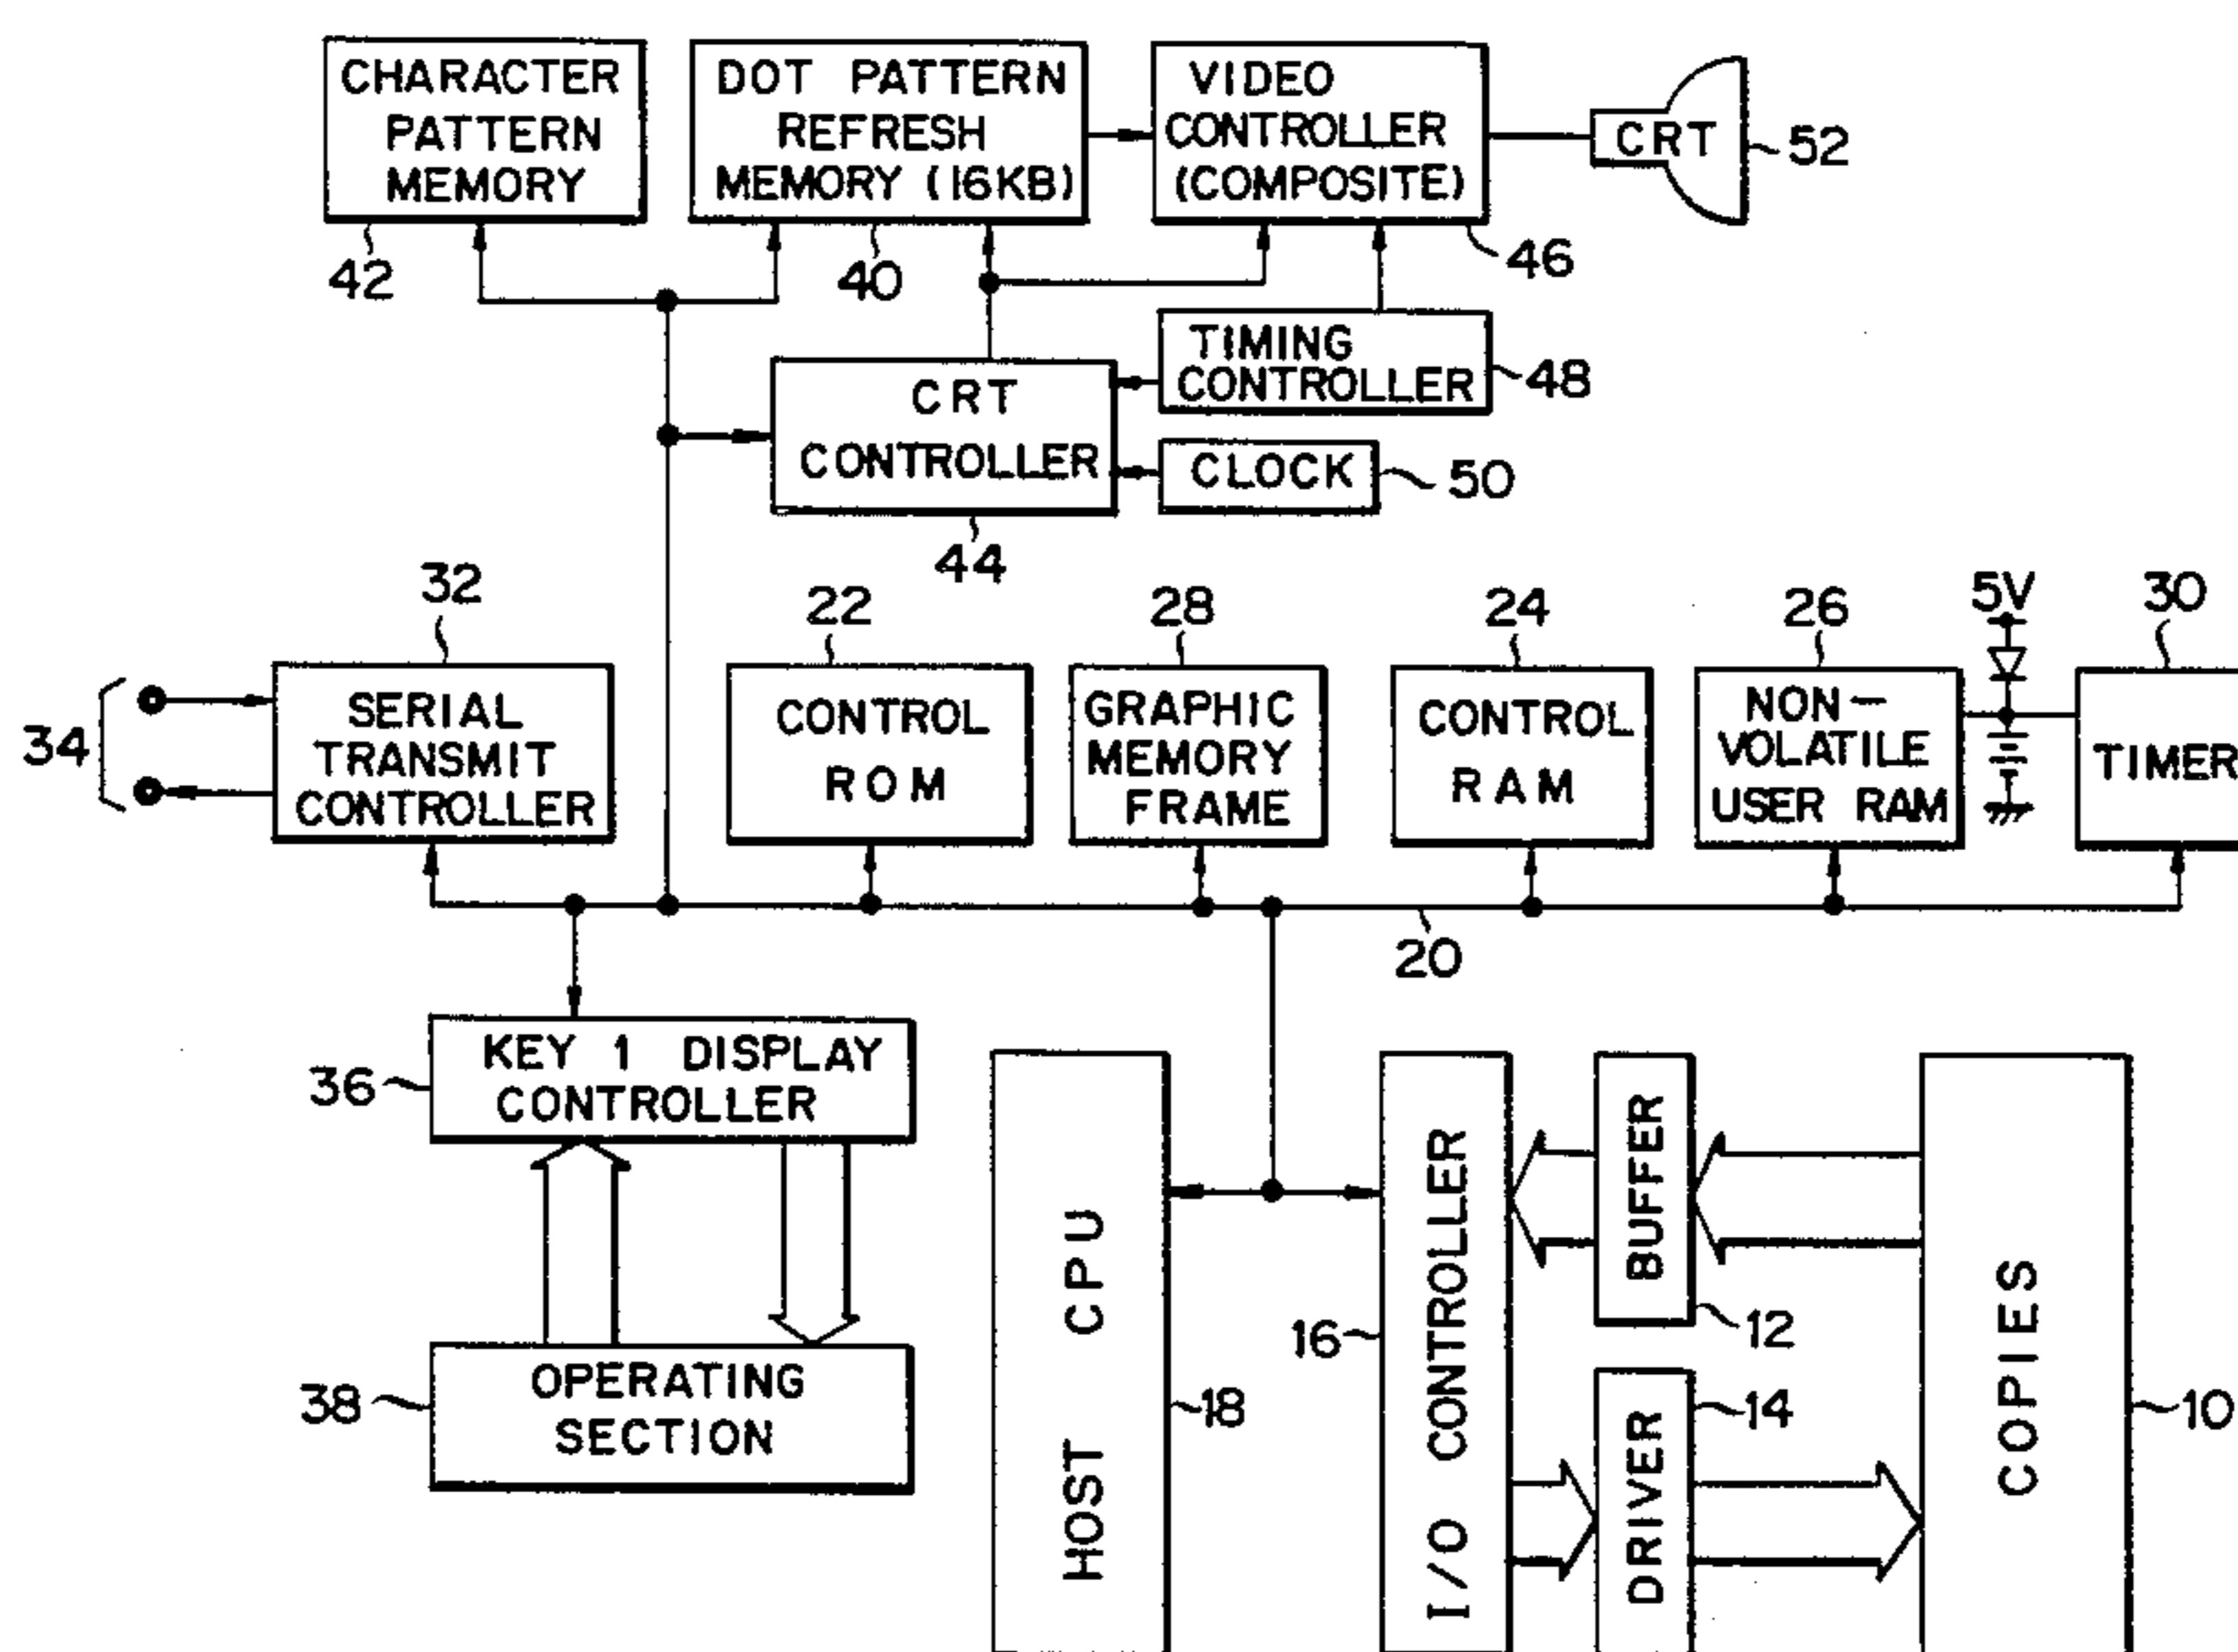 CHARACTER
PATTERN
MEMORY
42
DOT PATTERN
REFRESH
MEMORY (16KB)
40
VIDEO
CONTROLLER
(COMPOSITE)
46
CRT
52
TIMING
CONTROLLER
48
CRT
CONTROLLER
44
CLOCK
50
32
SERIAL
TRANSMIT
CONTROLLER
34
22
CONTROL
ROM
28
GRAPHIC
MEMORY
FRAME
24
CONTROL
RAM
26
NON-
VOLATILE
USER RAM
5V
30
TIMER
20
KEY 1 DISPLAY
CONTROLLER
36
OPERATING
SECTION
38
HOST CPU
18
I/O CONTROLLER
16
BUFFER
12
DRIVER
14
COPIES
10